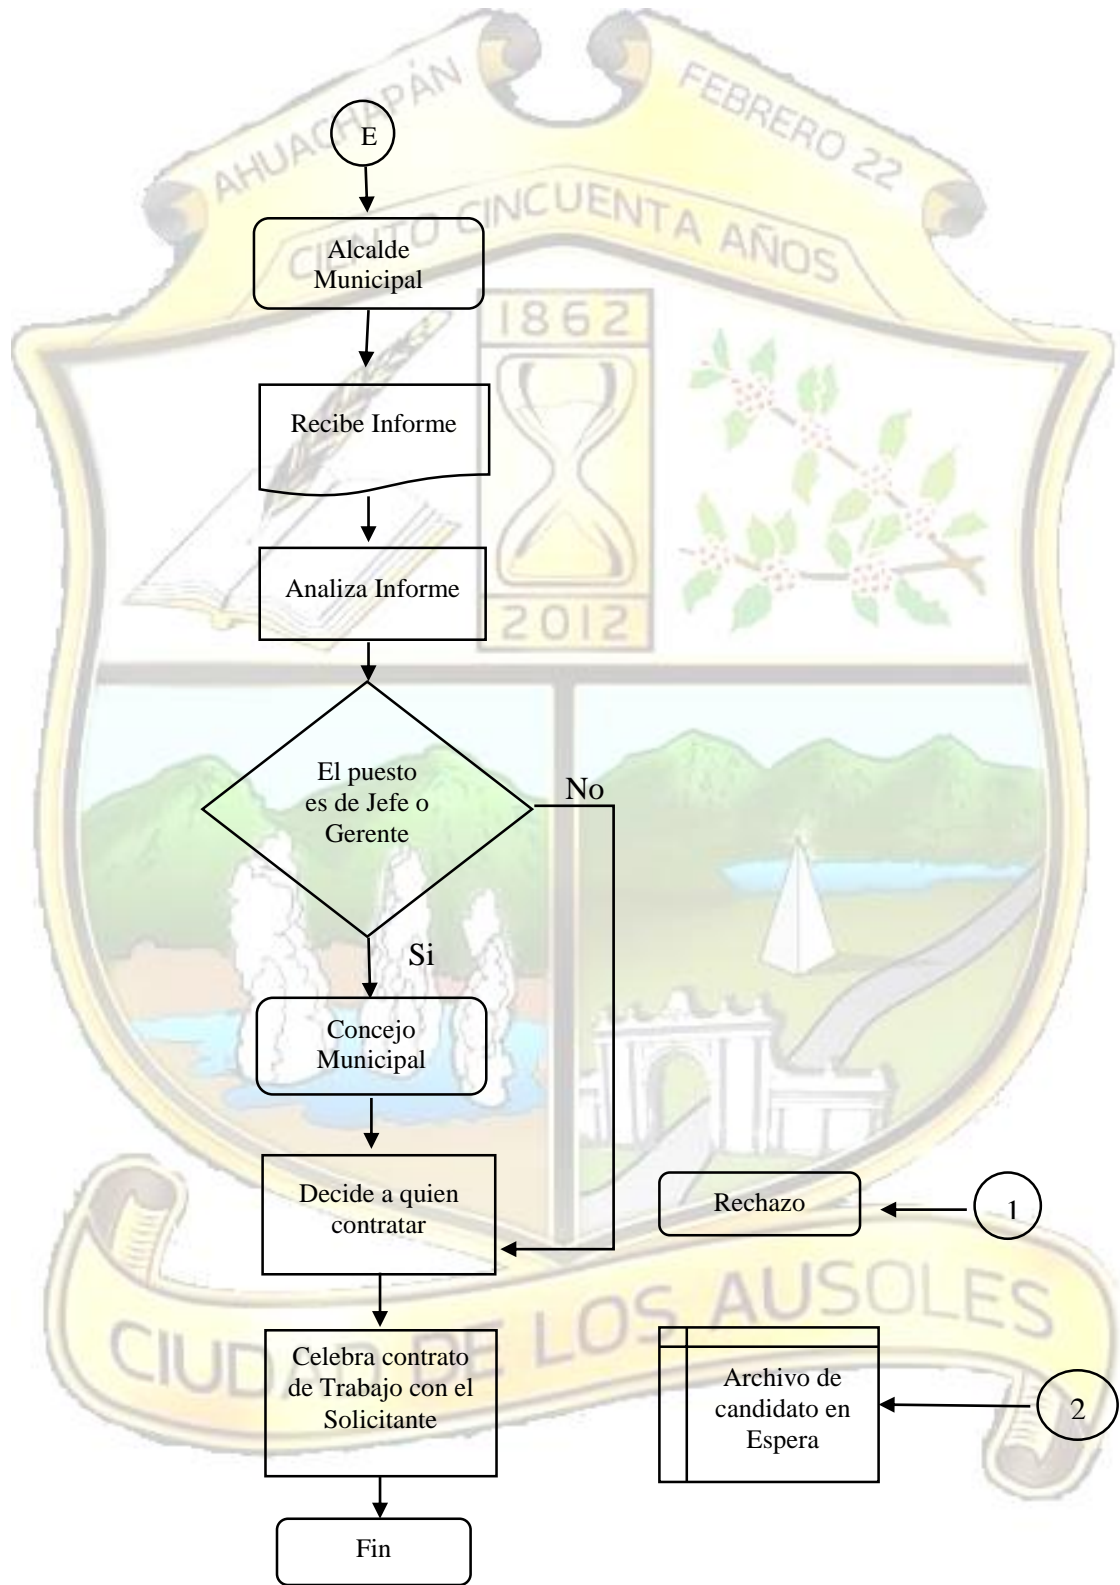 AHUACHAPÁN
FEBRERO 22
CIENTO CINCUENTA AÑOS
1862
2012
E
Alcalde
Municipal
Recibe Informe
Analiza Informe
El puesto
es de Jefe o
Gerente
No
Si
Concejo
Municipal
Decide a quien
contratar
Rechazo
1
Celebra contrato
de Trabajo con el
Solicitante
Archivo de
candidato en
Espera
2
Fin
CIUDAD DE LOS AUSOLES